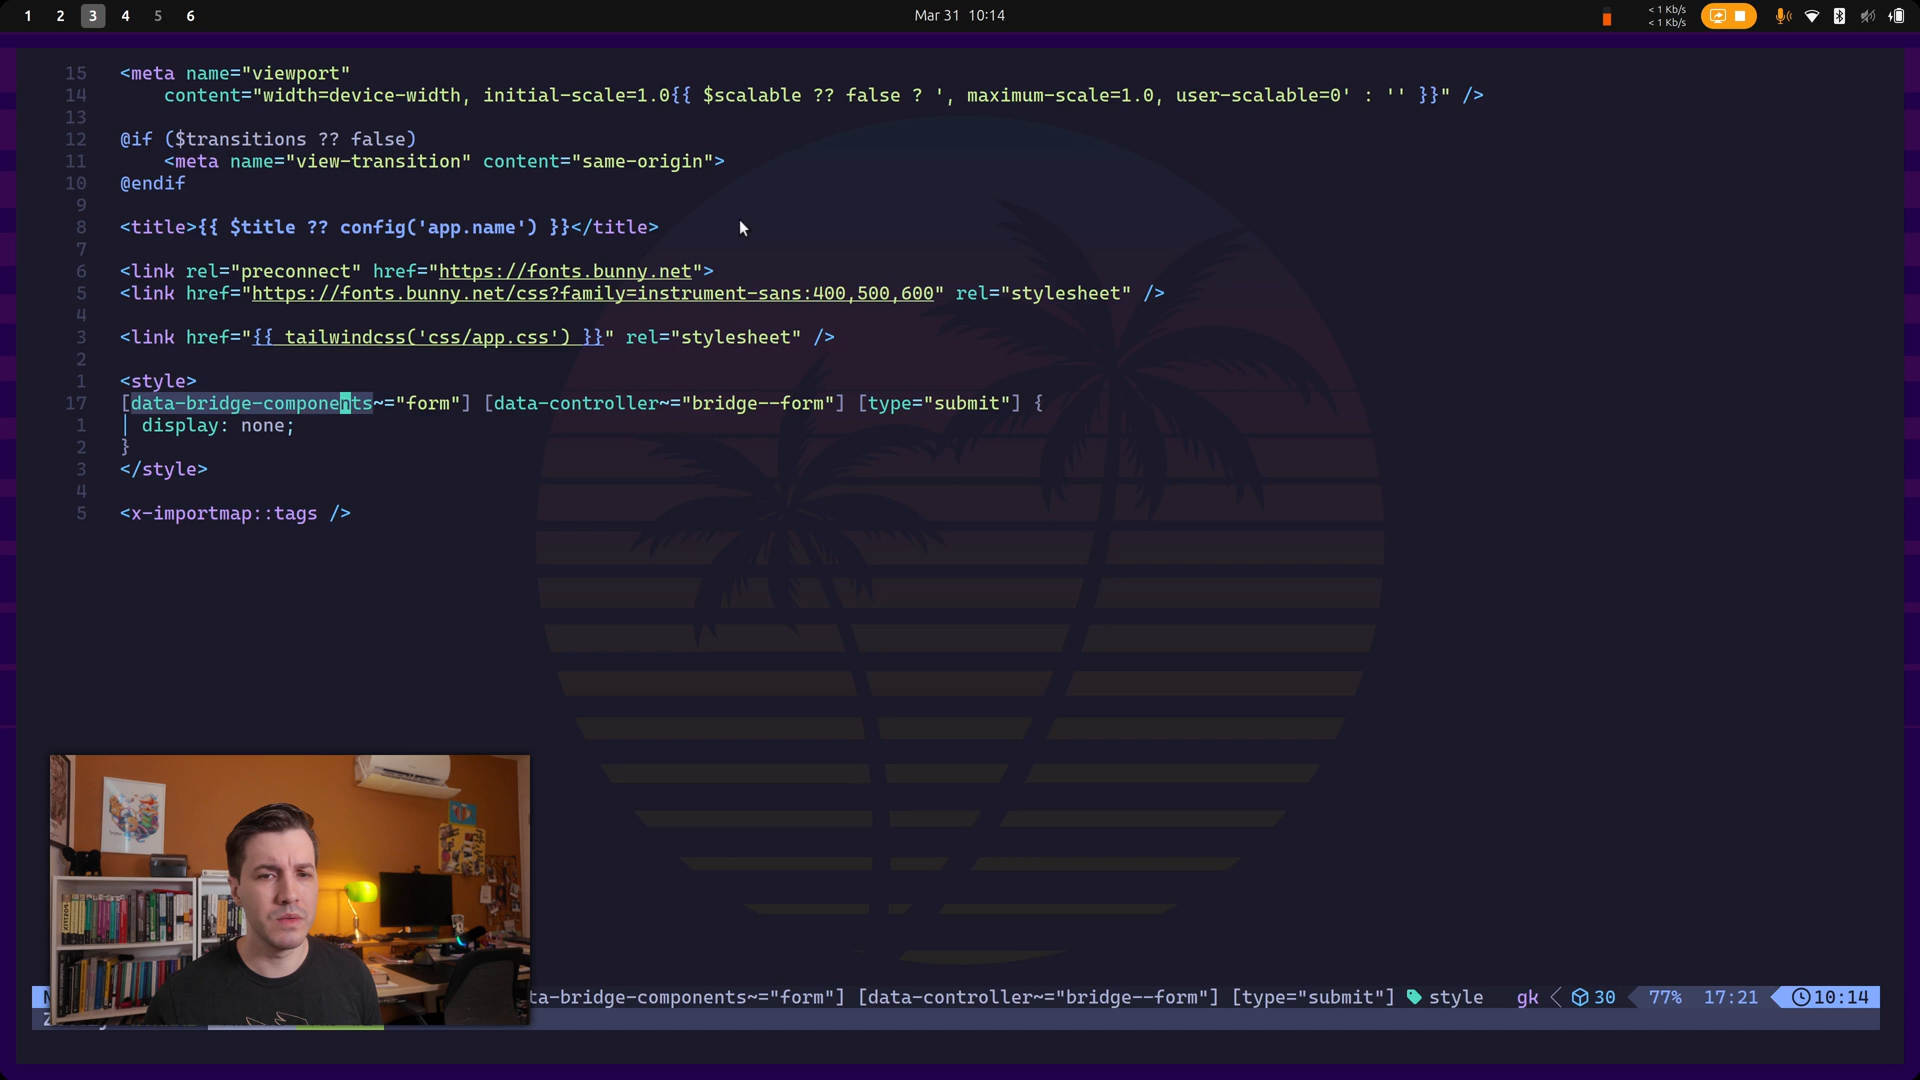 1 2 3 4 5 6
Mar 31 10:14
< 1 Kb/s
< 1 Kb/s
15 <meta name="viewport"
14 content="width=device-width, initial-scale=1.0{{ $scalable ?? false ? ', maximum-scale=1.0, user-scalable=0' : '' }}" />
13
12 @if ($transitions ?? false)
11 <meta name="view-transition" content="same-origin">
10 @endif
9
8 <title>{{ $title ?? config('app.name') }}</title>
7
6 <link rel="preconnect" href="https://fonts.bunny.net">
5 <link href="https://fonts.bunny.net/css?family=instrument-sans:400,500,600" rel="stylesheet" />
4
3 <link href="{{ tailwindcss('css/app.css') }}" rel="stylesheet" />
2
1 <style>
17 [data-bridge-components~="form"] [data-controller~="bridge--form"] [type="submit"] {
1 display: none;
2 }
3 </style>
4
5 <x-importmap::tags />
ta-bridge-components~="form"] [data-controller~="bridge--form"] [type="submit"] style gk 30 77% 17:21 10:14